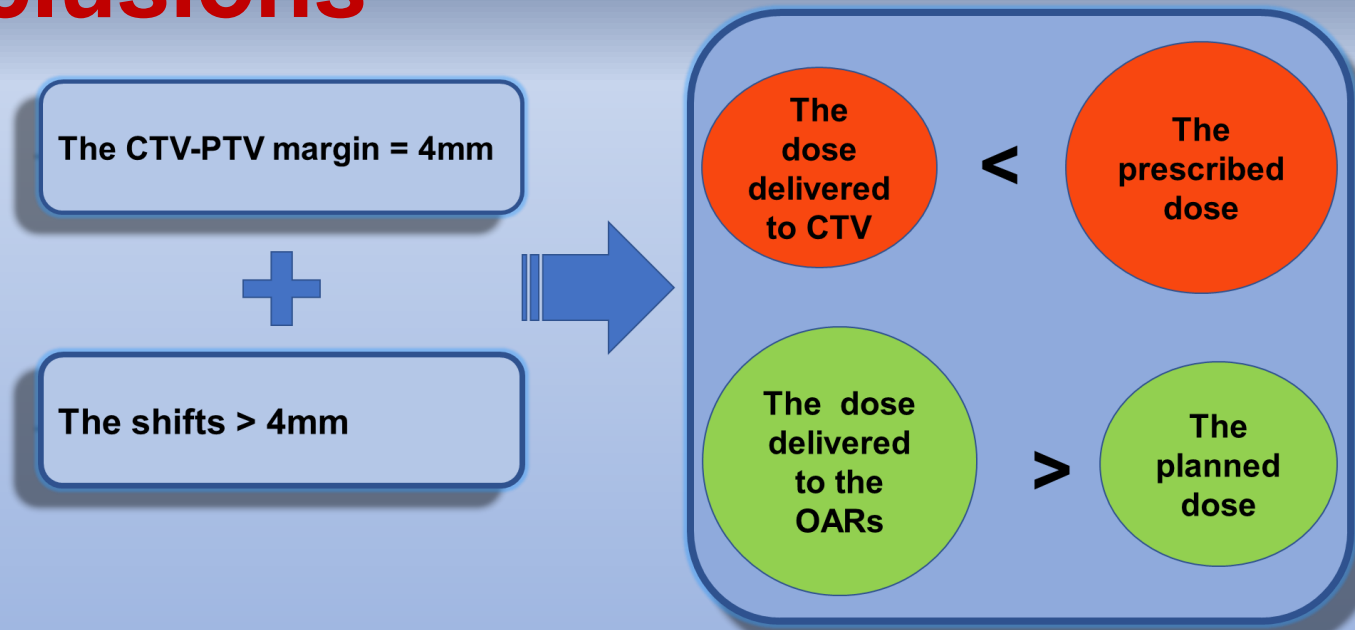 The CTV-PTV margin = 4mm
+
The shifts > 4mm
The
dose
delivered
to CTV
<
The
prescribed
dose
The dose
delivered
to the
OARs
>
The
planned
dose